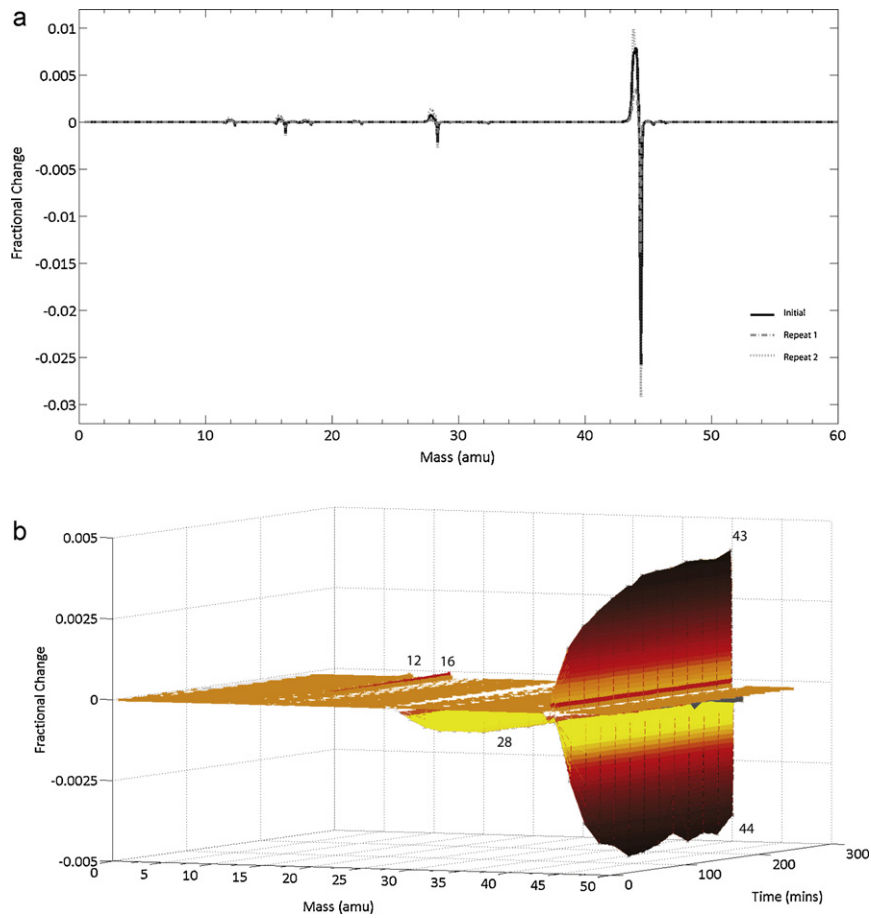 a
0.01
0.005
0
-0.005
-0.01
-0.015
-0.02
-0.025
-0.03
Fractional Change
Initial
Repeat 1
Repeat 2
0 10 20 30 40 50 60
Mass (amu)
b
0.005
0.0025
0
-0.0025
-0.005
Fractional Change
43
12 16
28
44
0 5 10 15 20 25 30 35 40 45 50
Mass (amu)
0 100 200 300
Time (mins)